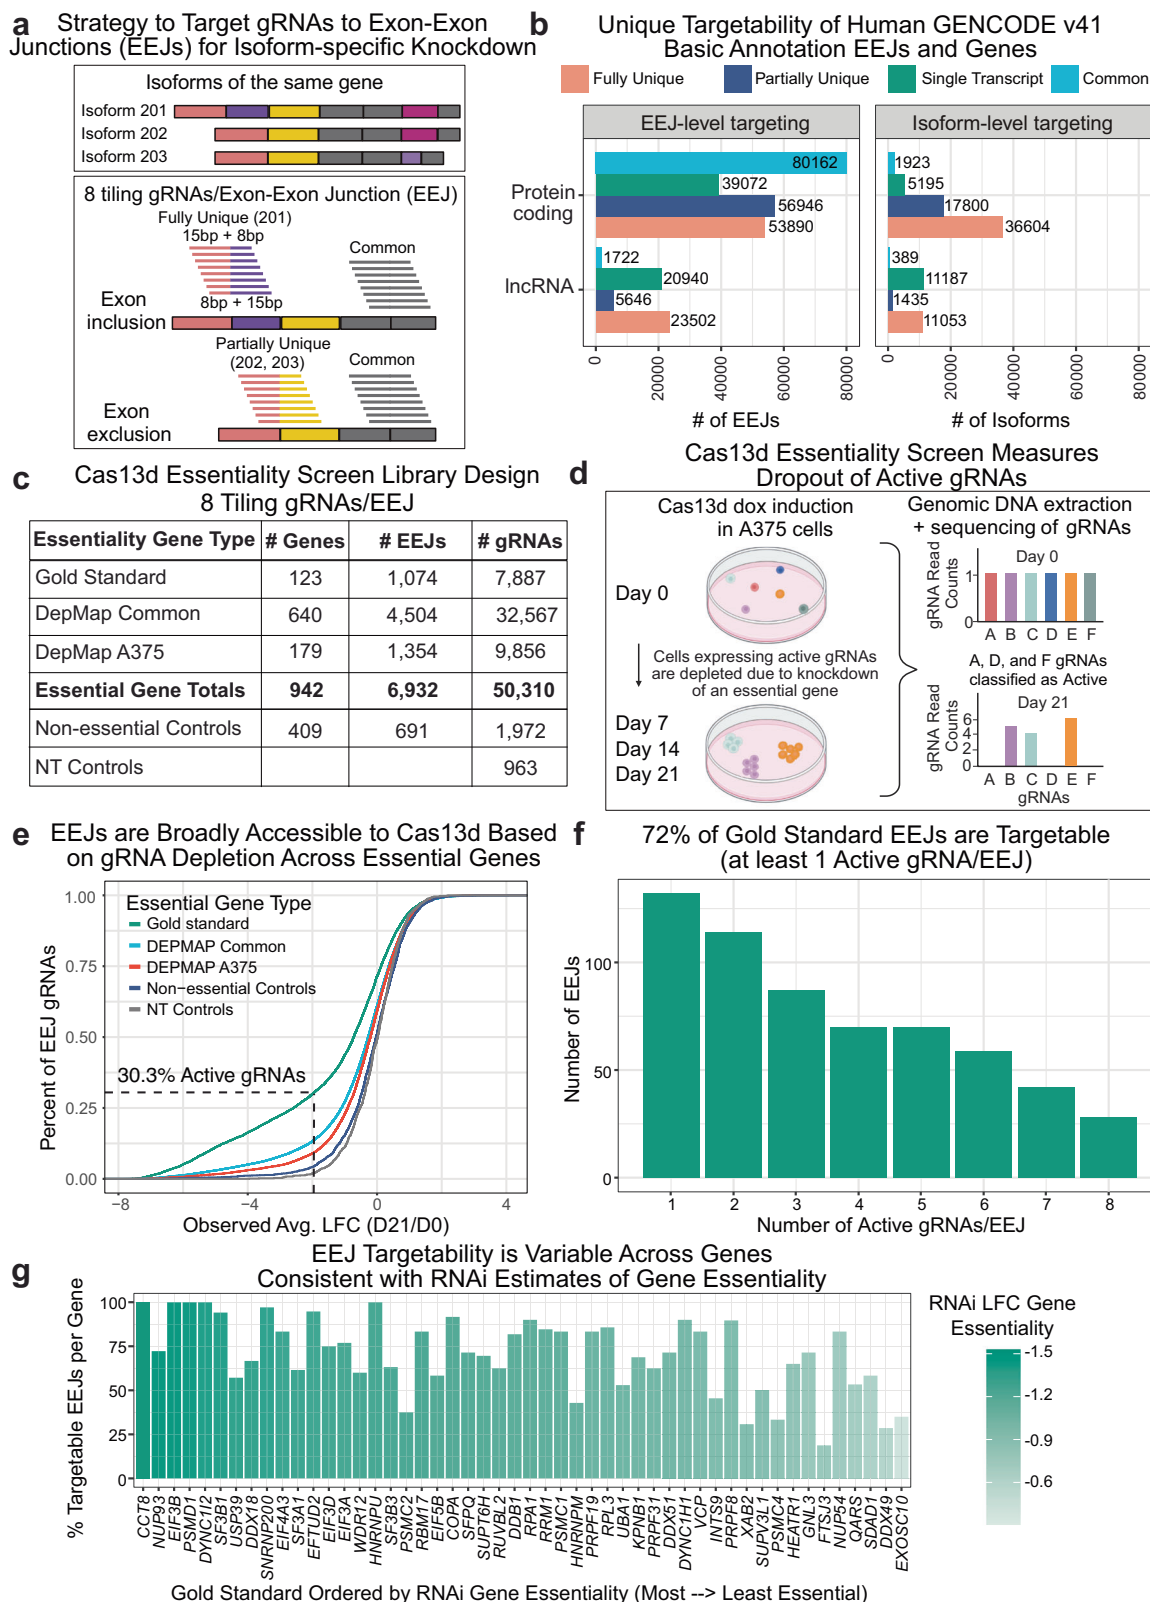 a
Strategy to Target gRNAs to Exon-Exon
Junctions (EEJs) for Isoform-specific Knockdown
Isoforms of the same gene
Isoform 201
Isoform 202
Isoform 203
8 tiling gRNAs/Exon-Exon Junction (EEJ)
Fully Unique (201)
15bp + 8bp
Common
8bp + 15bp
Exon
inclusion
Partially Unique
(202, 203)
Common
Exon
exclusion
b
Unique Targetability of Human GENCODE v41
Basic Annotation EEJs and Genes
Fully Unique
Partially Unique
Single Transcript
Common
EEJ-level targeting
Isoform-level targeting
Protein
coding
80162
39072
56946
53890
1923
5195
17800
36604
lncRNA
1722
20940
5646
23502
389
11187
1435
11053
0 20000 40000 60000 80000
0 20000 40000 60000 80000
# of EEJs
# of Isoforms
c
Cas13d Essentiality Screen Library Design
8 Tiling gRNAs/EEJ
Essentiality Gene Type # Genes # EEJs # gRNAs
Gold Standard 123 1,074 7,887
DepMap Common 640 4,504 32,567
DepMap A375 179 1,354 9,856
Essential Gene Totals 942 6,932 50,310
Non-essential Controls 409 691 1,972
NT Controls 963
d
Cas13d Essentiality Screen Measures
Dropout of Active gRNAs
Cas13d dox induction
in A375 cells
Day 0
Cells expressing active gRNAs
are depleted due to knockdown
of an essential gene
Day 7
Day 14
Day 21
Genomic DNA extraction
+ sequencing of gRNAs
Day 0
gRNA Read
Counts
1
0
A B C D E F
A, D, and F gRNAs
classified as Active
Day 21
gRNA Read
Counts
6
4
2
0
A B C D E F
gRNAs
e
EEJs are Broadly Accessible to Cas13d Based
on gRNA Depletion Across Essential Genes
Percent of EEJ gRNAs
1.00
0.75
0.50
0.25
0.00
Essential Gene Type
Gold standard
DEPMAP Common
DEPMAP A375
Non-essential Controls
NT Controls
30.3% Active gRNAs
−8 −4 0 4
Observed Avg. LFC (D21/D0)
f
72% of Gold Standard EEJs are Targetable
(at least 1 Active gRNA/EEJ)
Number of EEJs
100
50
0
1 2 3 4 5 6 7 8
Number of Active gRNAs/EEJ
g
EEJ Targetability is Variable Across Genes
Consistent with RNAi Estimates of Gene Essentiality
% Targetable EEJs per Gene
100
75
50
25
0
CCT8 NUP93 EIF3B PSMD1 DYNC1I2 SF3B1 USP39 DDX18 SNRNP200 EIF4A3 SF3A1 EFTUD2 EIF3D EIF3A WDR12 HNRNPU SF3B3 PSMC2 RBM17 EIF5B COPA SFPQ SUPT6H RUVBL2 DDB1 RPA1 RRM1 PSMC1 HNRNPM PRPF19 RPL3 UBA1 KPNB1 PRPF31 DDX51 DYNC1H1 VCP INTS9 PRPF8 XAB2 SUPV3L1 PSMC4 HEATR1 GNL3 FTSJ3 NUP54 QARS SDAD1 DDX49 EXOSC10
Gold Standard Ordered by RNAi Gene Essentiality (Most --> Least Essential)
RNAi LFC Gene
Essentiality
-1.5
-1.2
-0.9
-0.6